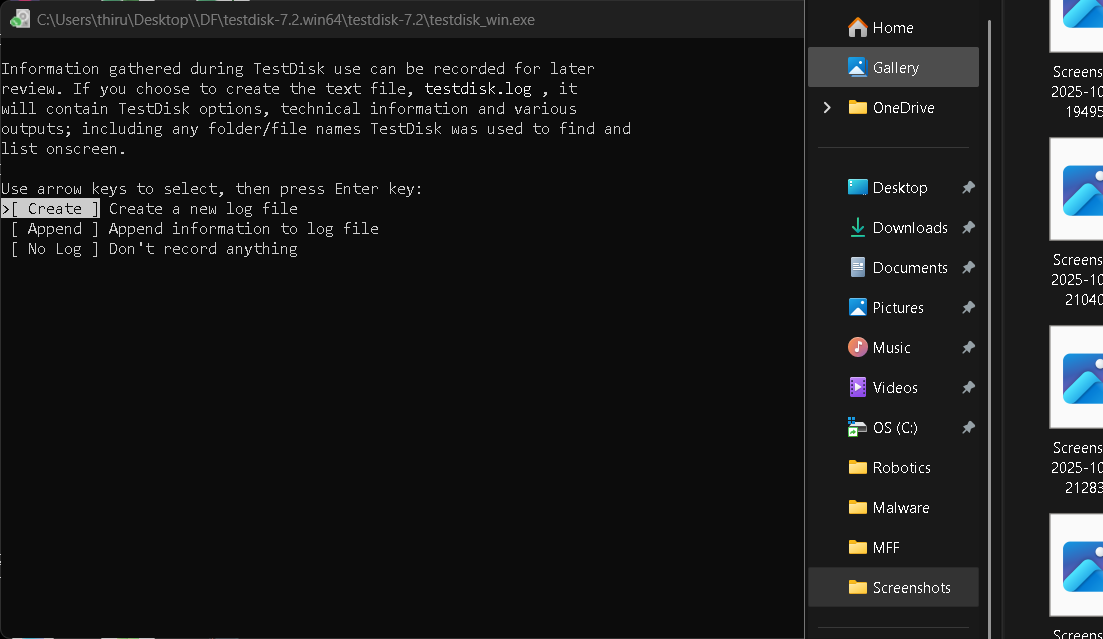 C:\Users\thiru\Desktop\\DF\testdisk-7.2.win64\testdisk-7.2\testdisk_win.exe
Information gathered during TestDisk use can be recorded for later
review. If you choose to create the text file, testdisk.log , it
will contain TestDisk options, technical information and various
outputs; including any folder/file names TestDisk was used to find and
list onscreen.
Use arrow keys to select, then press Enter key:
>[ Create ] Create a new log file
[ Append ] Append information to log file
[ No Log ] Don't record anything
Home
Gallery
OneDrive
Desktop
Downloads
Documents
Pictures
Music
Videos
OS (C:)
Robotics
Malware
MFF
Screenshots
Screens
2025-10
19495
Screens
2025-10
21040
Screens
2025-10
21283
Screens